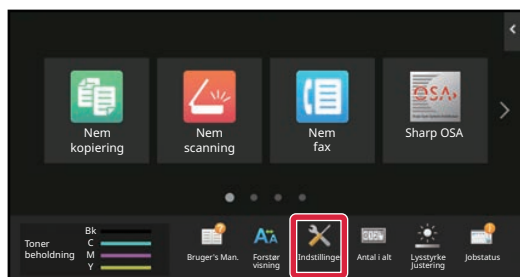 Nem
kopiering
Nem
scanning
Nem
fax
OSA
Sharp OSA
Toner
beholdning
Bk
C
M
Y
Bruger's Man.
Forstør
visning
Indstillinger
Antal i alt
Lysstyrke
Justering
Jobstatus